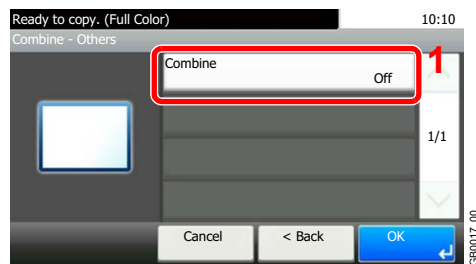 Ready to copy. (Full Color)
10:10
Combine - Others
Combine
Off
1
1/1
Cancel
< Back
OK
GB0017_00